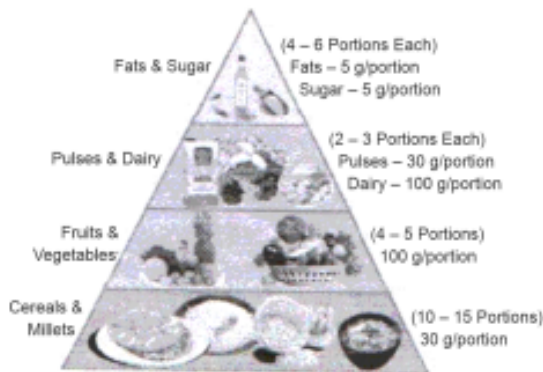 (4 – 6 Portions Each)
Fats & Sugar
Fats – 5 g/portion
Sugar – 5 g/portion
(2 – 3 Portions Each)
Pulses & Dairy
Pulses – 30 g/portion
Dairy – 100 g/portion
Fruits &
Vegetables
(4 – 5 Portions)
100 g/portion
Cereals &
Millets
(10 – 15 Portions)
30 g/portion